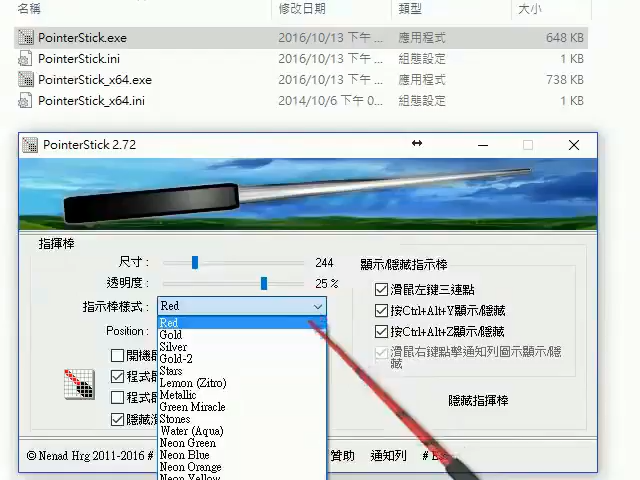 名稱 修改日期 類型 大小
PointerStick.exe 2016/10/13 下午 ... 應用程式 648 KB
PointerStick.ini 2016/10/13 下午 ... 組態設定 1 KB
PointerStick_x64.exe 2016/10/13 下午 ... 應用程式 738 KB
PointerStick_x64.ini 2014/10/6 下午 0... 組態設定 1 KB
PointerStick 2.72
指揮棒
尺寸 : 244
透明度 : 25 %
指示棒樣式 : Red
Position :
Red
Gold
Silver
Gold-2
Stars
Lemon (Zitro)
Metallic
Green Miracle
Stones
Water (Aqua)
Neon Green
Neon Blue
Neon Orange
Neon Yellow
開機
程式
程式
隱藏
顯示/隱藏指示棒
滑鼠左鍵三連點
按Ctrl+Alt+Y顯示/隱藏
按Ctrl+Alt+Z顯示/隱藏
滑鼠右鍵點擊通知列圖示顯示/隱藏
隱藏指揮棒
© Nenad Hrg 2011-2016 # 贊助 通知列 # E